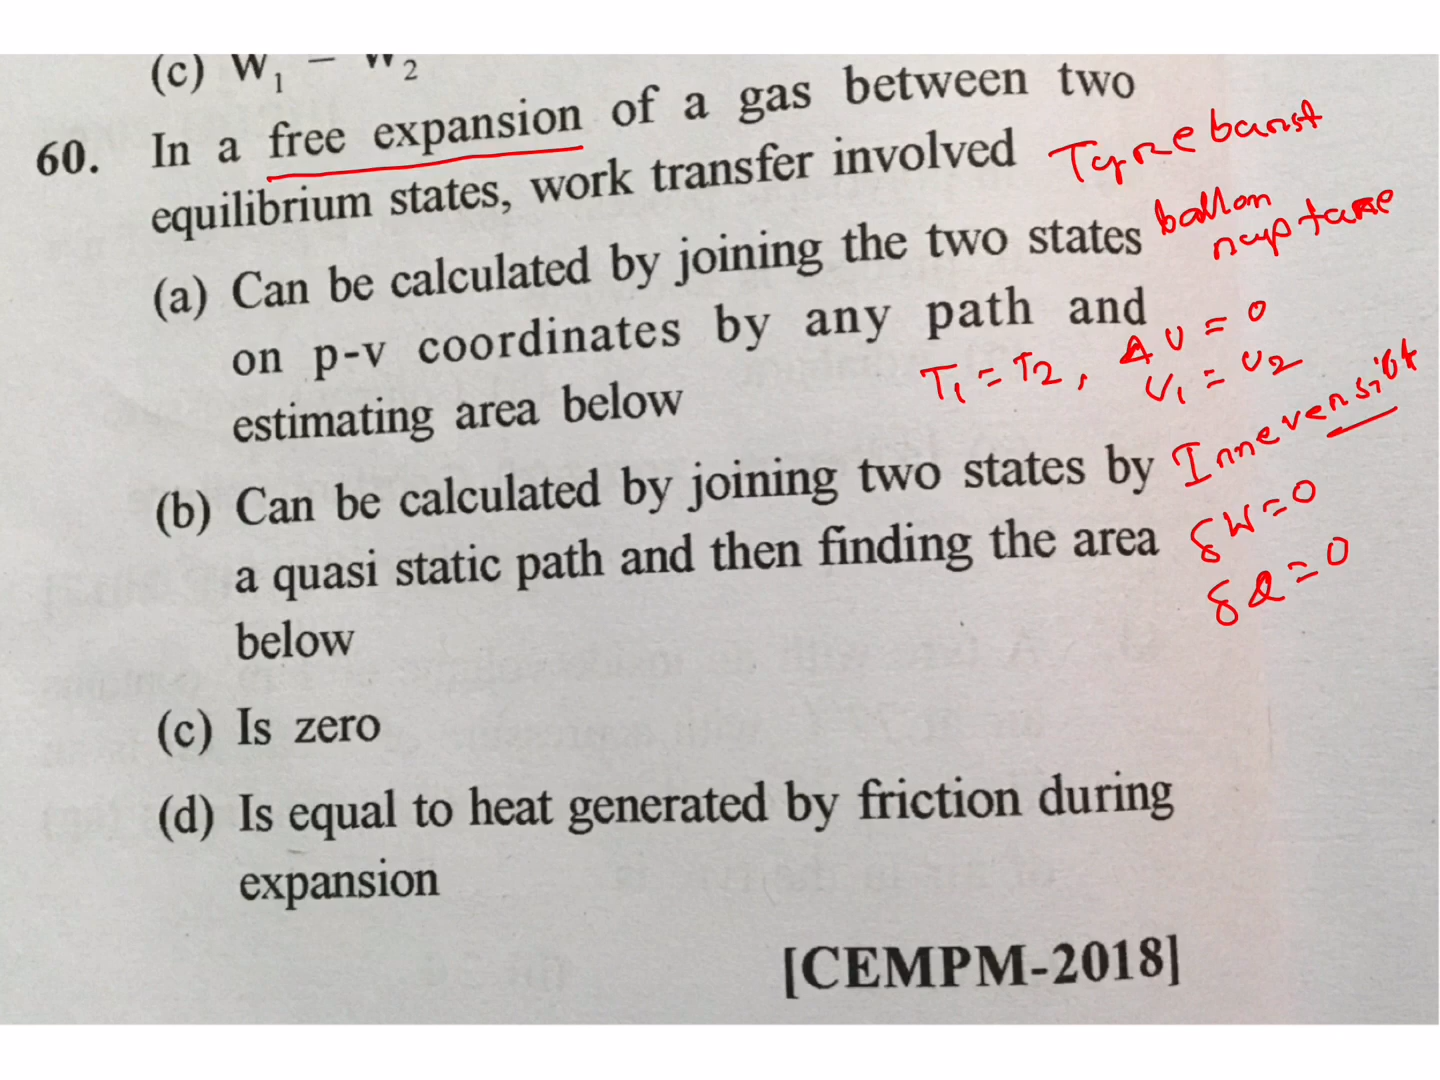 (c) W₁ − W₂
60. In a free expansion of a gas between two
equilibrium states, work transfer involved
Tyre barst
ballon
rupture
(a) Can be calculated by joining the two states
on p-v coordinates by any path and
estimating area below
T₁ = T₂, ΔU = 0
U₁ = U₂
(b) Can be calculated by joining two states by
a quasi static path and then finding the area
below
δW = 0
δQ = 0
(c) Is zero
(d) Is equal to heat generated by friction during
expansion
[CEMPM-2018]